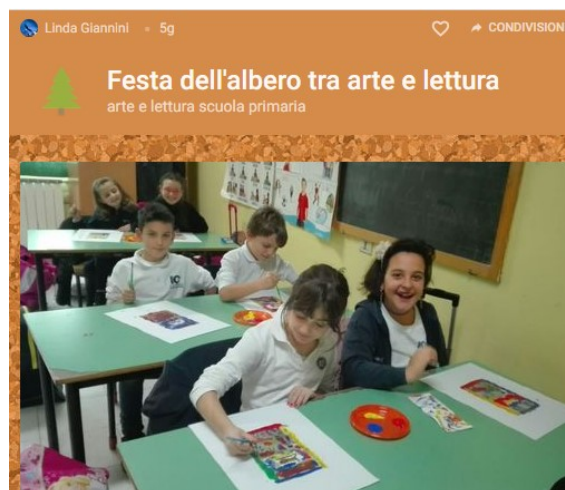 Linda Giannini • 5g
CONDIVISION
Festa dell'albero tra arte e lettura
arte e lettura scuola primaria